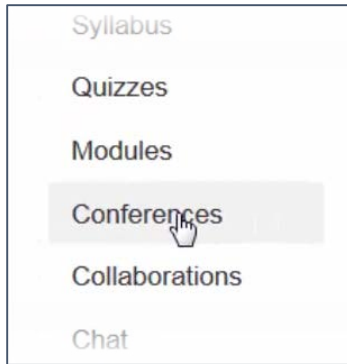 Syllabus
Quizzes
Modules
Conferences
Collaborations
Chat